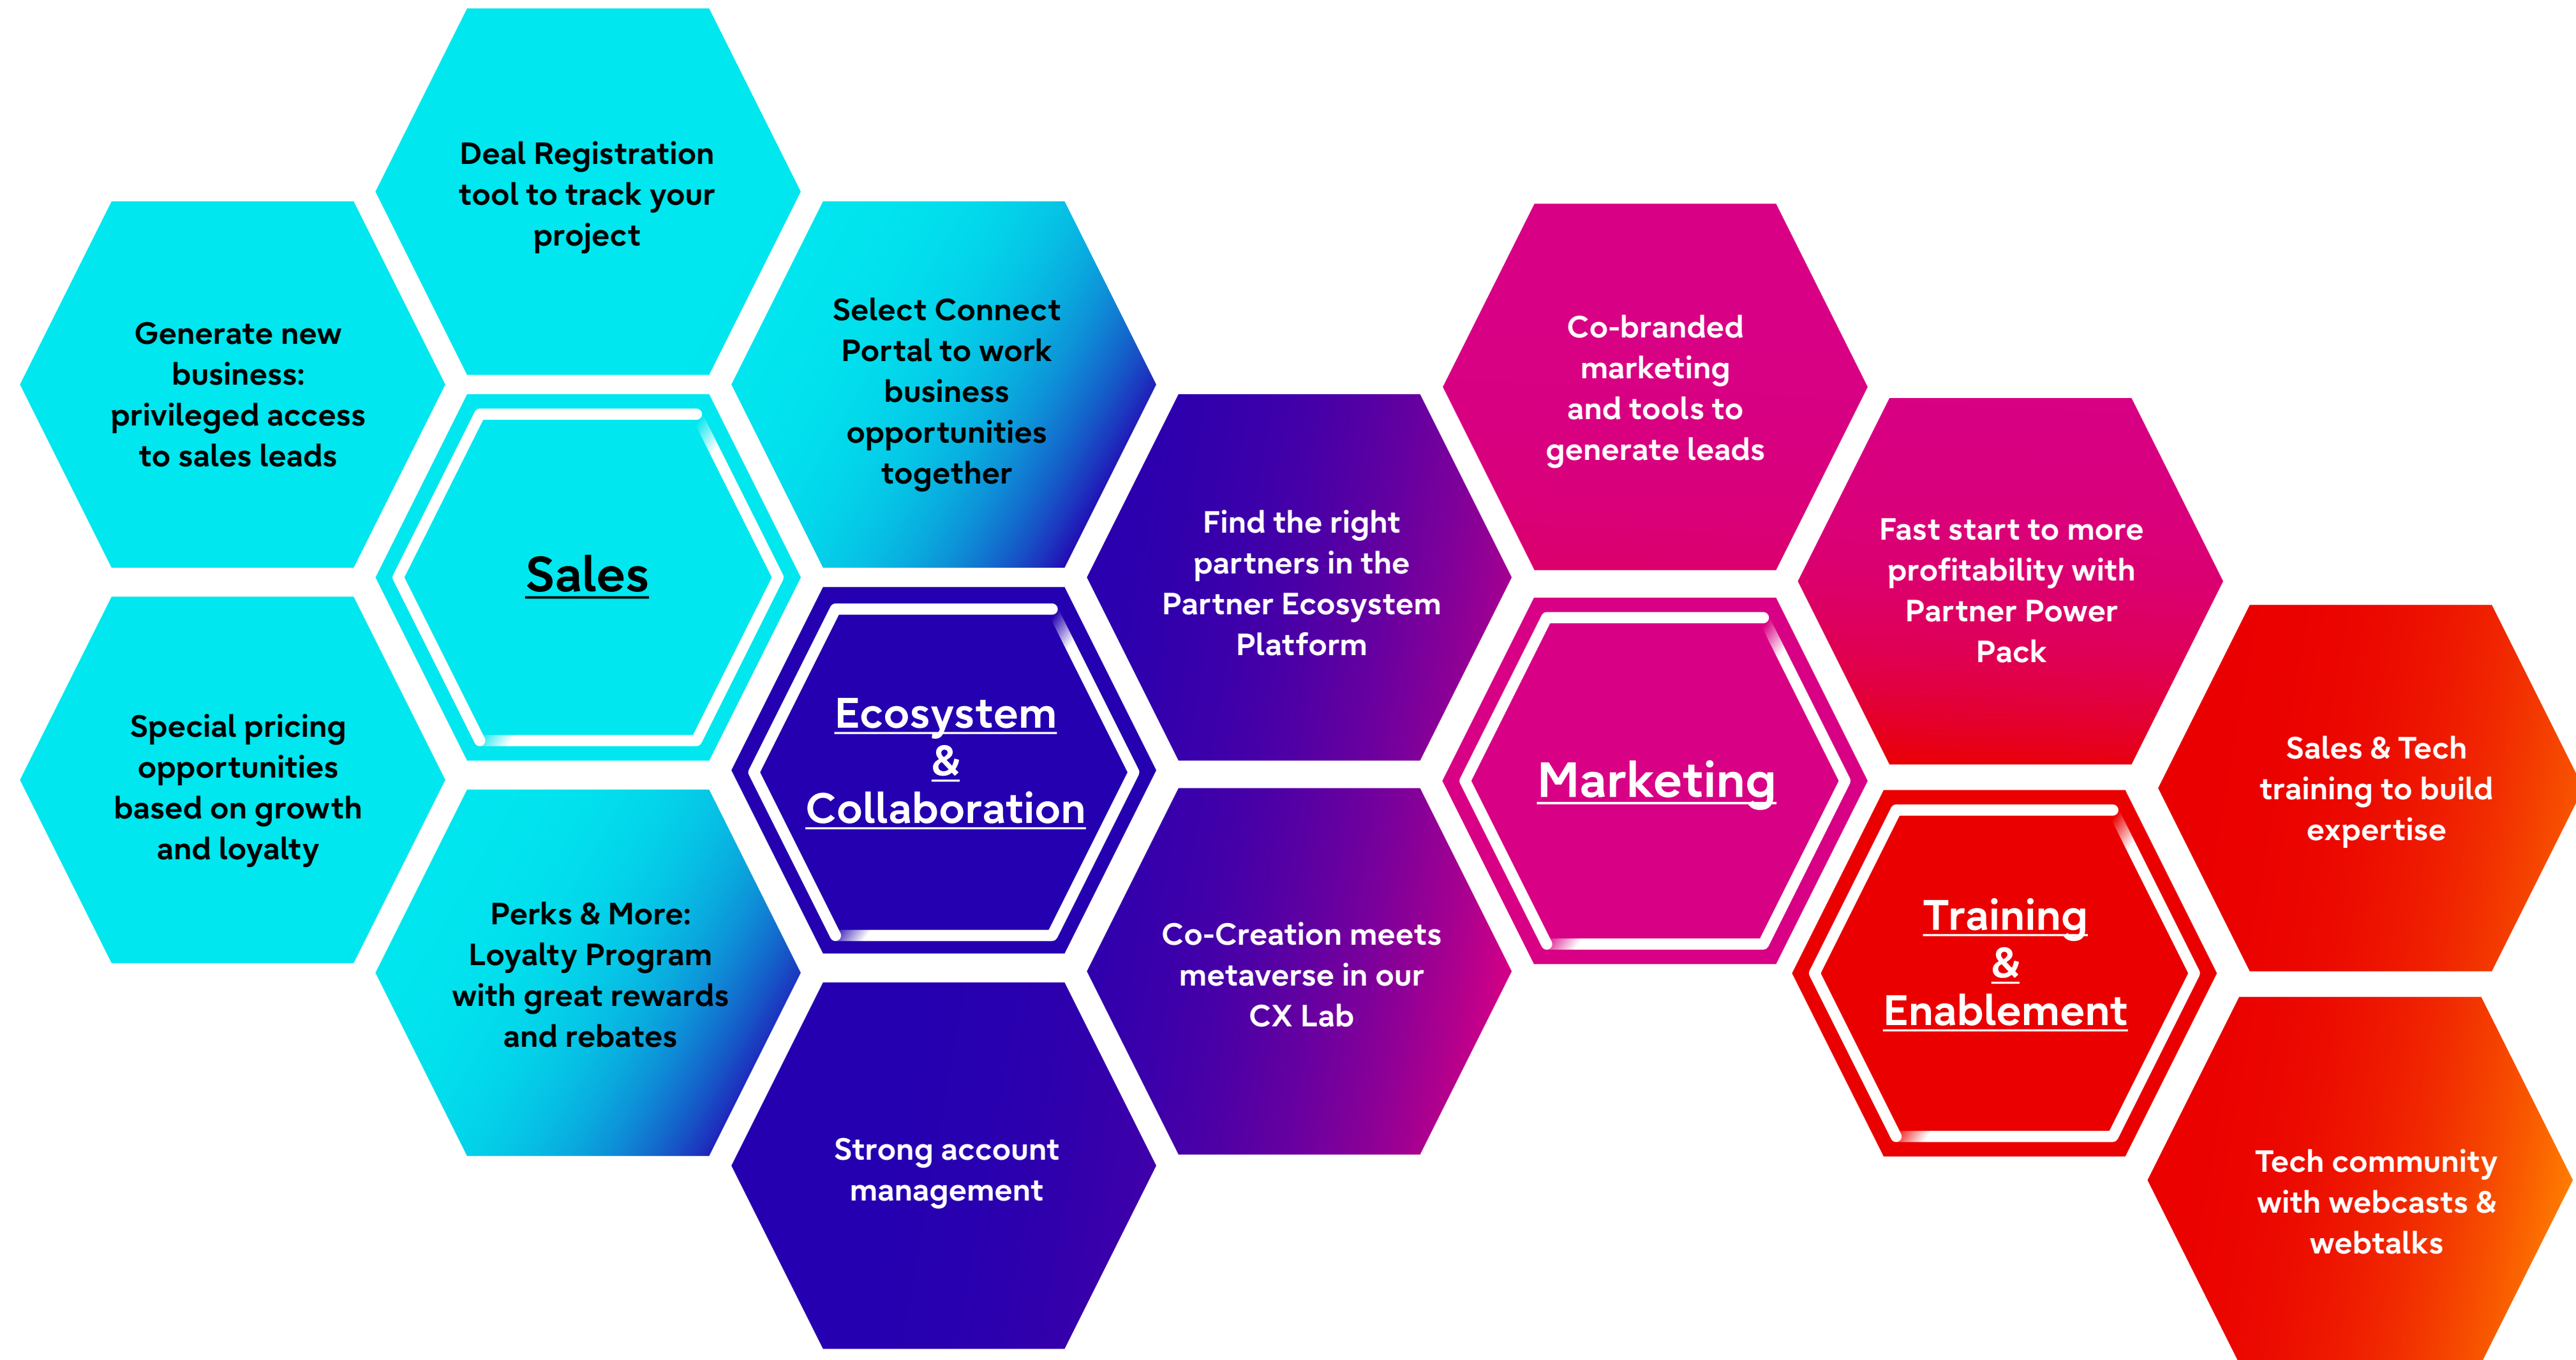 Deal Registration
tool to track your
project
Generate new
business:
privileged access
to sales leads
Select Connect
Portal to work
business
opportunities
together
Sales
Special pricing
opportunities
based on growth
and loyalty
Perks & More:
Loyalty Program
with great rewards
and rebates
Ecosystem
&
Collaboration
Find the right
partners in the
Partner Ecosystem
Platform
Co-Creation meets
metaverse in our
CX Lab
Strong account
management
Co-branded
marketing
and tools to
generate leads
Marketing
Fast start to more
profitability with
Partner Power
Pack
Training
&
Enablement
Sales & Tech
training to build
expertise
Tech community
with webcasts &
webtalks